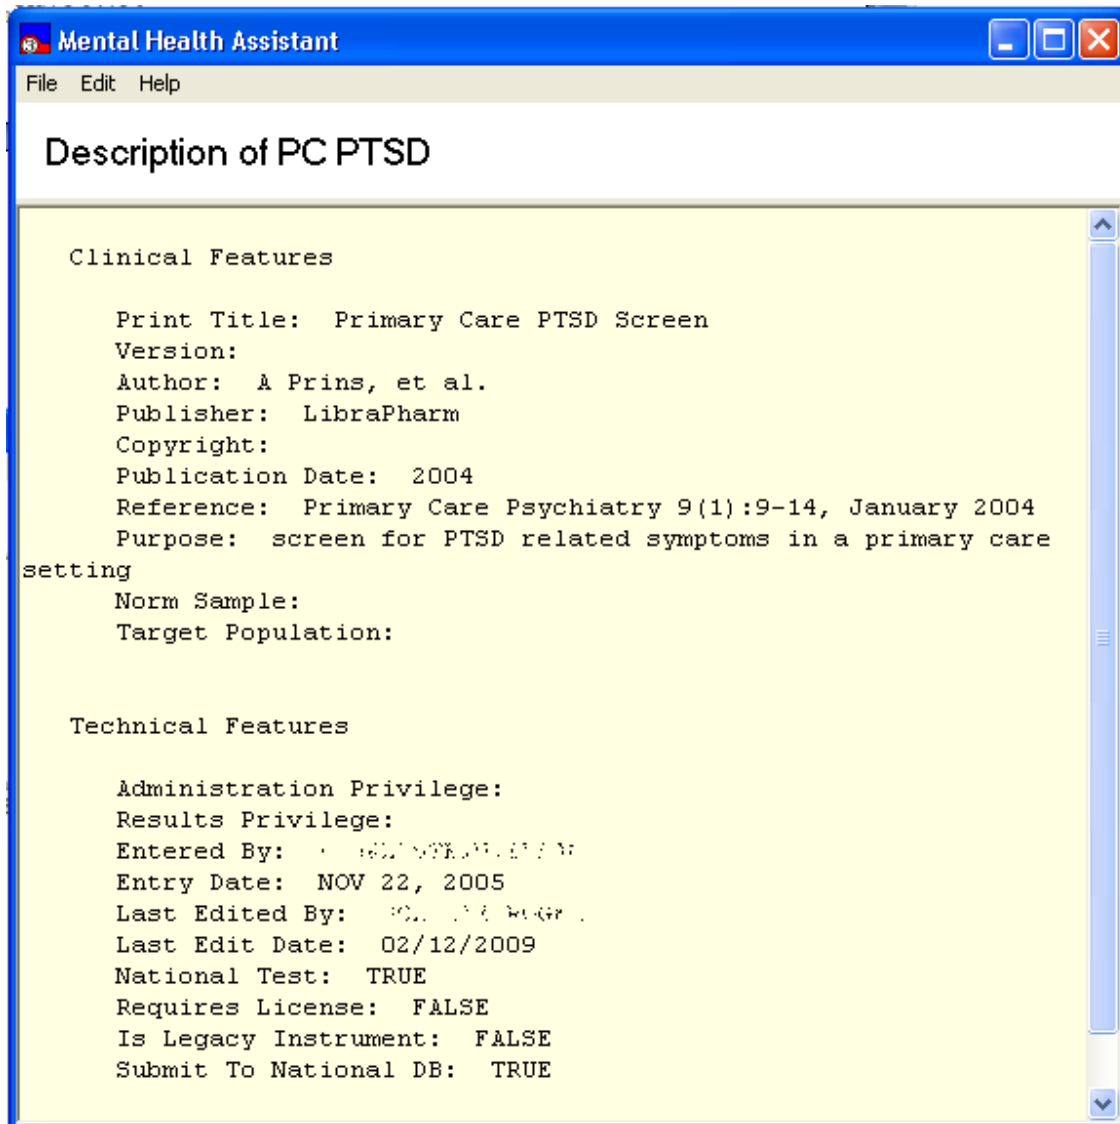 Mental Health Assistant
File Edit Help
Description of PC PTSD
Clinical Features
Print Title: Primary Care PTSD Screen
Version:
Author: A Prins, et al.
Publisher: LibraPharm
Copyright:
Publication Date: 2004
Reference: Primary Care Psychiatry 9(1):9-14, January 2004
Purpose: screen for PTSD related symptoms in a primary care
setting
Norm Sample:
Target Population:
Technical Features
Administration Privilege:
Results Privilege:
Entered By:
Entry Date: NOV 22, 2005
Last Edited By:
Last Edit Date: 02/12/2009
National Test: TRUE
Requires License: FALSE
Is Legacy Instrument: FALSE
Submit To National DB: TRUE